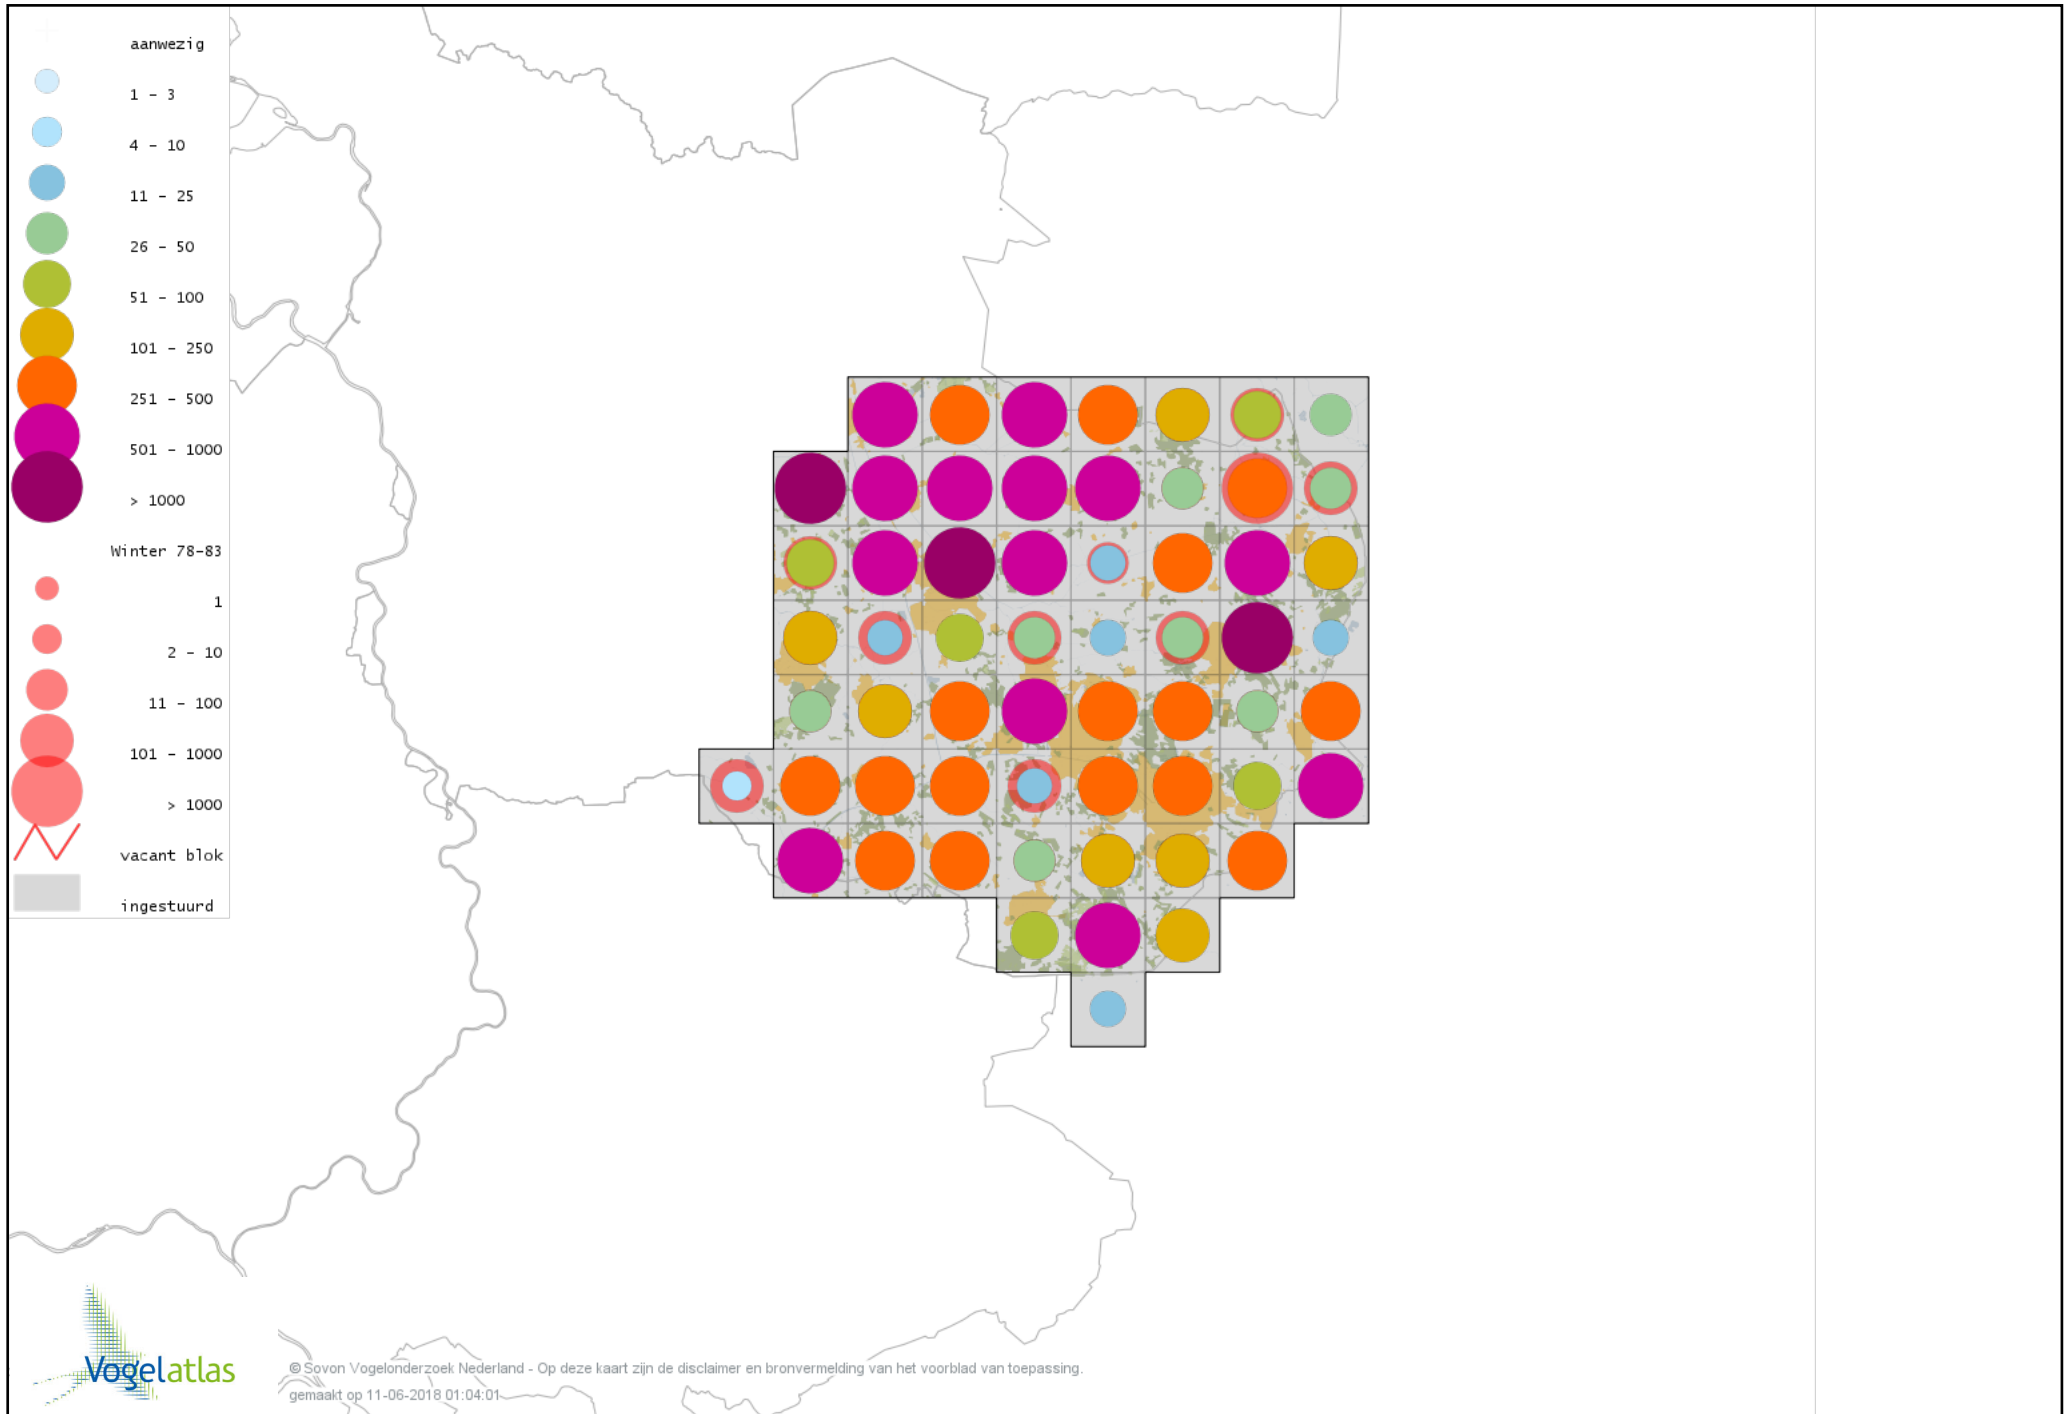 aanwezig
1 - 3
4 - 10
11 - 25
26 - 50
51 - 100
101 - 250
251 - 500
501 - 1000
> 1000
Winter 78-83
1
2 - 10
11 - 100
101 - 1000
> 1000
vacant blok
ingestuurd
Vogelatlas
© Sovon Vogelonderzoek Nederland - Op deze kaart zijn de disclaimer en bronvermelding van het voorblad van toepassing.
gemaakt op 11-06-2018 01:04:01